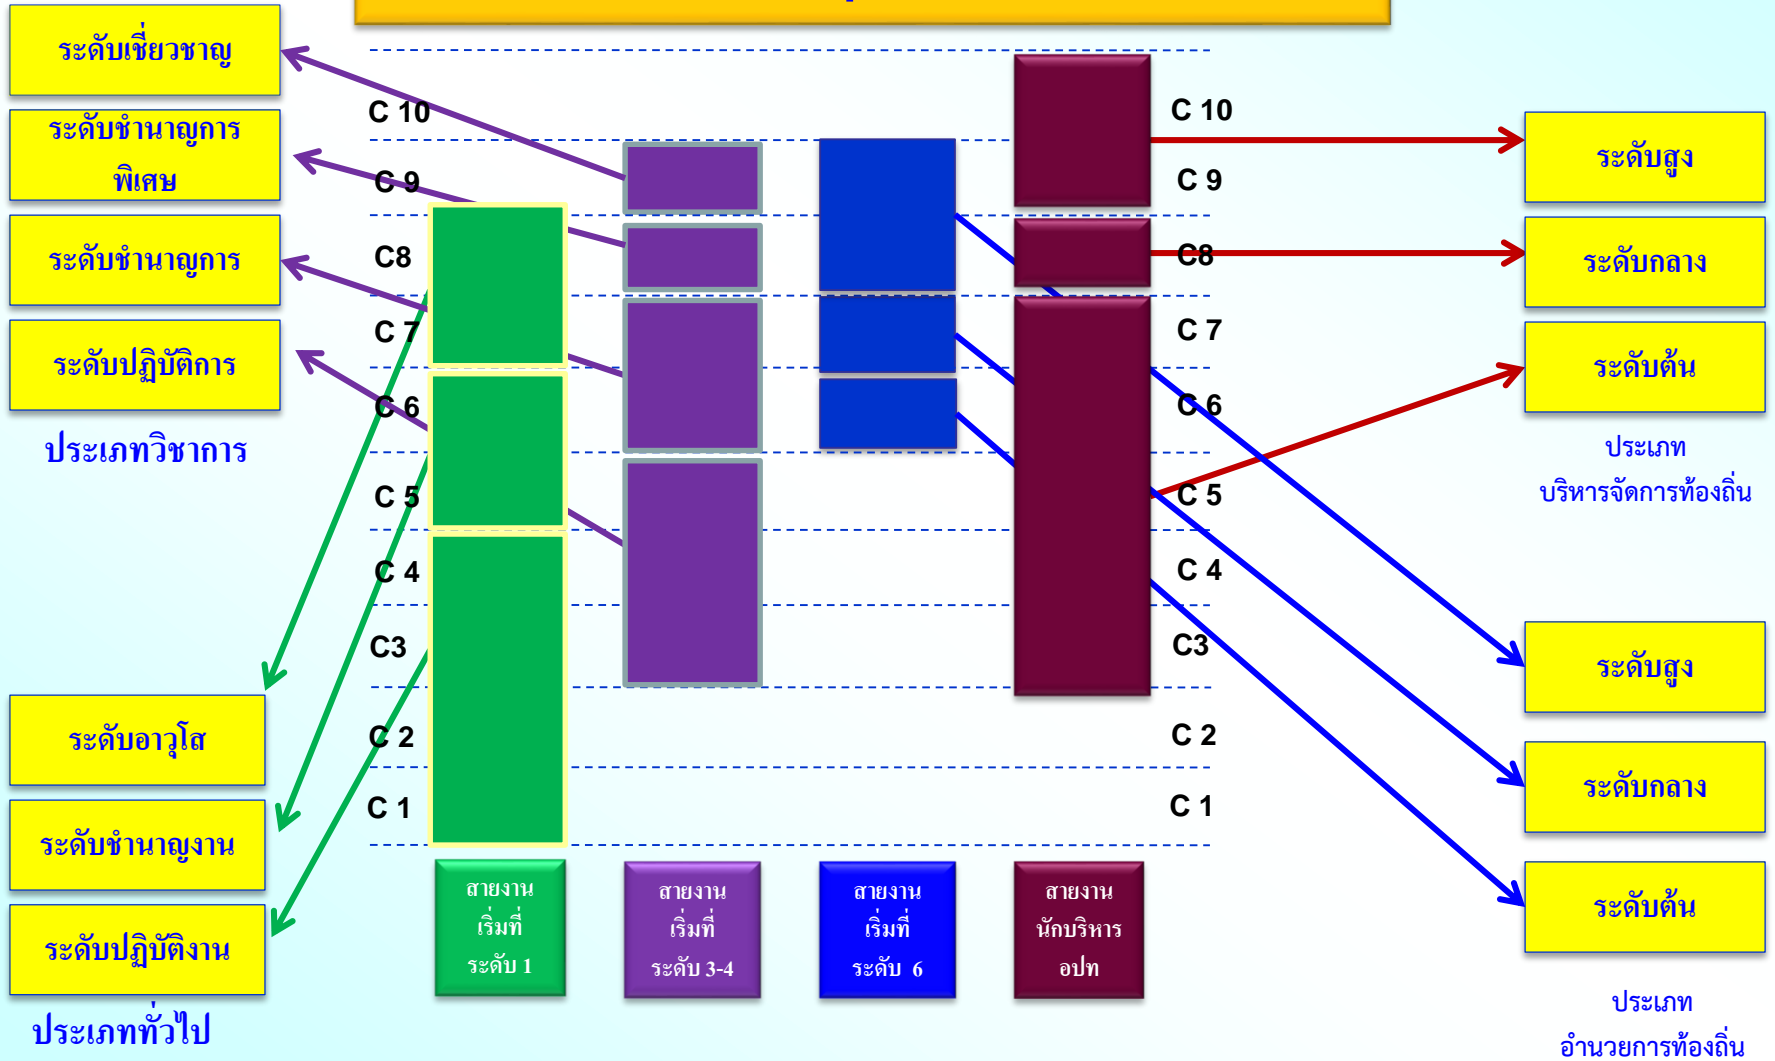 ระดับเชี่ยวชาญ
ระดับชำนาญการ
พิเศษ
ระดับชำนาญการ
ระดับปฏิบัติการ
ประเภทวิชาการ
ระดับอาวุโส
ระดับชำนาญงาน
ระดับปฏิบัติงาน
ประเภททั่วไป
C 10
C 9
C8
C 7
C 6
C 5
C 4
C3
C 2
C 1
สายงาน
เริ่มที่
ระดับ 1
สายงาน
เริ่มที่
ระดับ 3-4
สายงาน
เริ่มที่
ระดับ 6
สายงาน
นักบริหาร
อปท
C 10
C 9
C8
C 7
C 6
C 5
C 4
C3
C 2
C 1
ระดับสูง
ระดับกลาง
ระดับต้น
ประเภท
บริหารจัดการท้องถิ่น
ระดับสูง
ระดับกลาง
ระดับต้น
ประเภท
อำนวยการท้องถิ่น